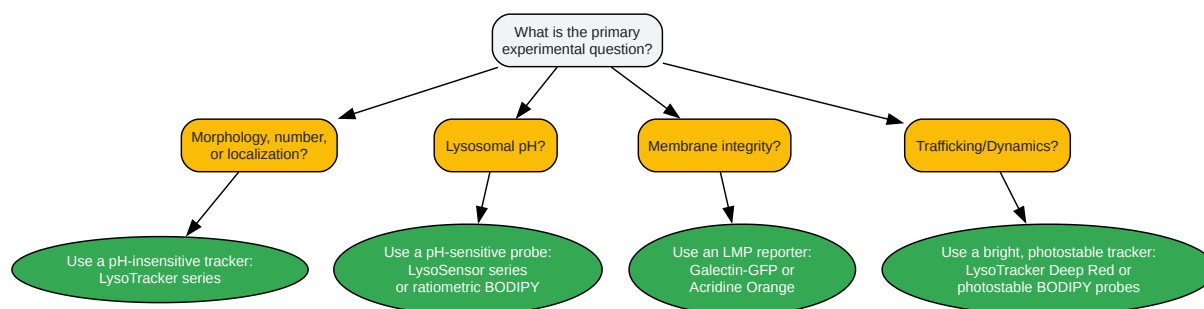 What is the primary
experimental question?
Morphology, number,
or localization?
Lysosomal pH?
Membrane integrity?
Trafficking/Dynamics?
Use a pH-insensitive tracker:
LysoTracker series
Use a pH-sensitive probe:
LysoSensor series
or ratiometric BODIPY
Use an LMP reporter:
Galectin-GFP or
Acridine Orange
Use a bright, photostable tracker:
LysoTracker Deep Red or
photostable BODIPY probes